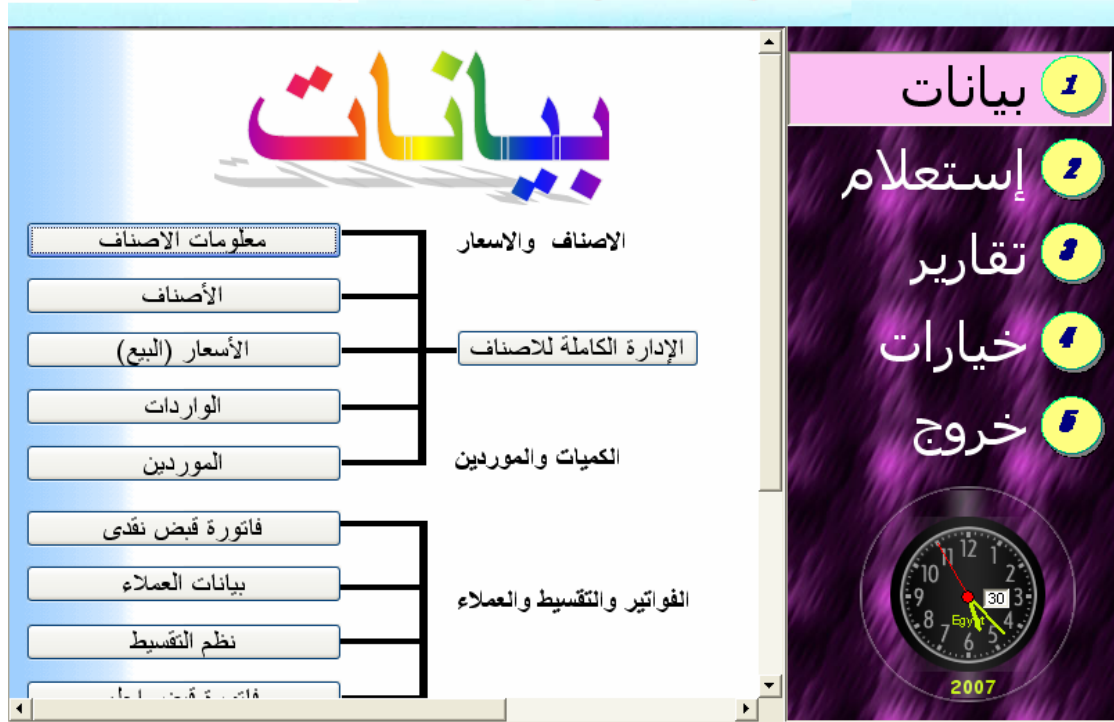 بيانات
1 بيانات
2 إستعلام
3 تقارير
4 خيارات
5 خروج
الاصناف والاسعار
معلومات الاصناف
الأصناف
الإدارة الكاملة للاصناف
الأسعار (البيع)
الواردات
الكميات والموردين
الموردين
فاتورة قبض نقدى
بيانات العملاء
الفواتير والتقسيط والعملاء
نظم التقسيط
فاتورة قبض
12
1
2
3
4
5
6
7
8
9
10
11
30
Egypt
2007